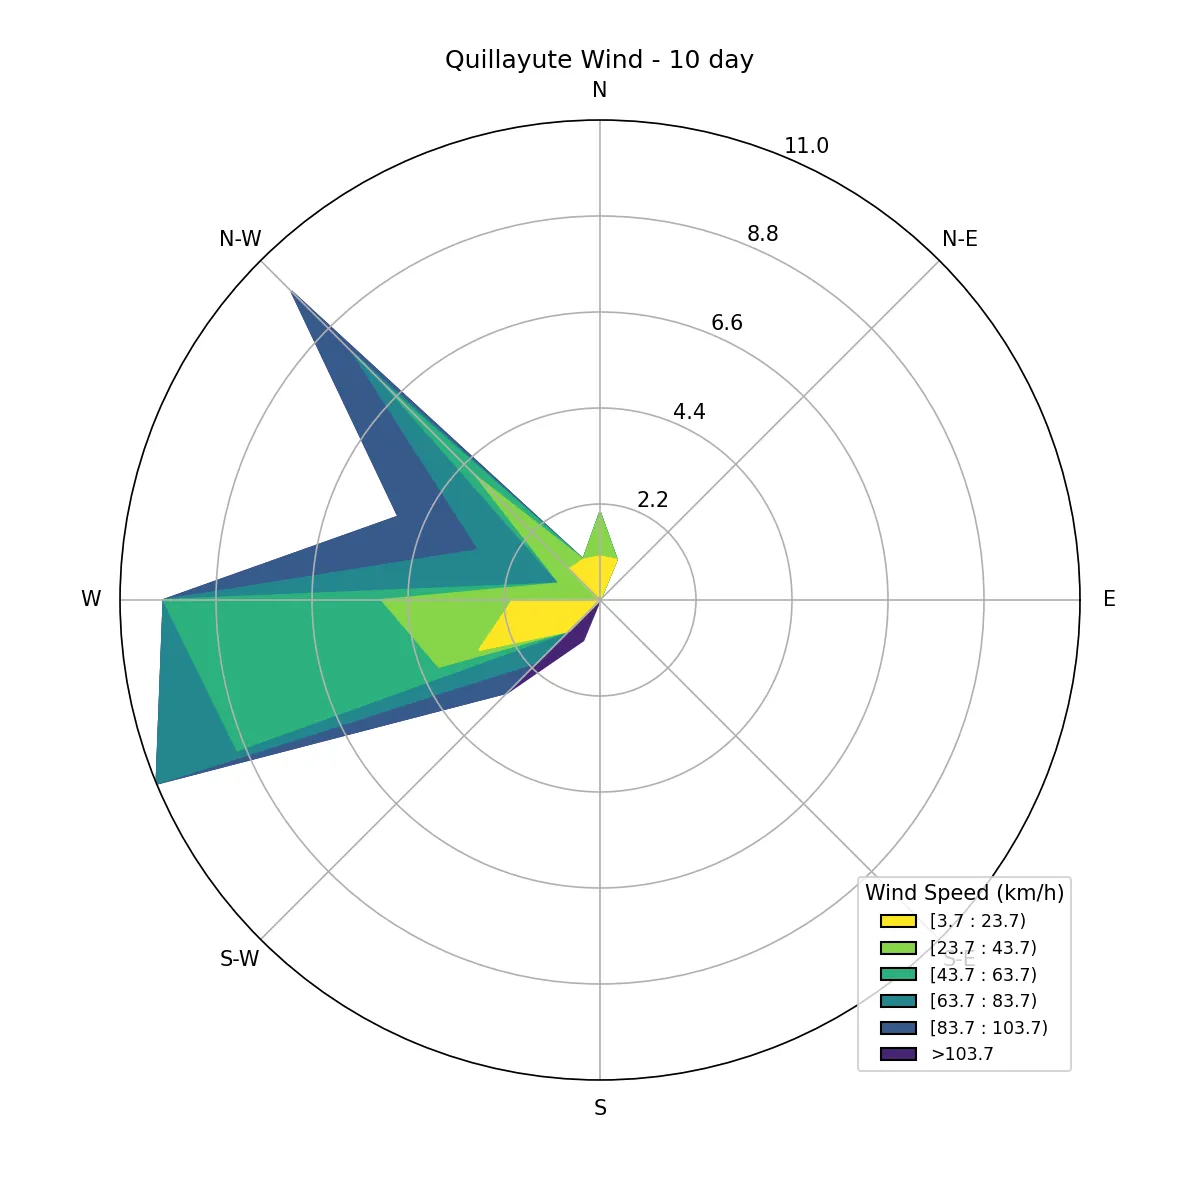 Quillayute Wind - 10 day
N
11.0
N-W
8.8
N-E
6.6
4.4
2.2
W
E
S-W
S-E
S
Wind Speed (km/h)
[3.7 : 23.7)
[23.7 : 43.7)
[43.7 : 63.7)
[63.7 : 83.7)
[83.7 : 103.7)
>103.7